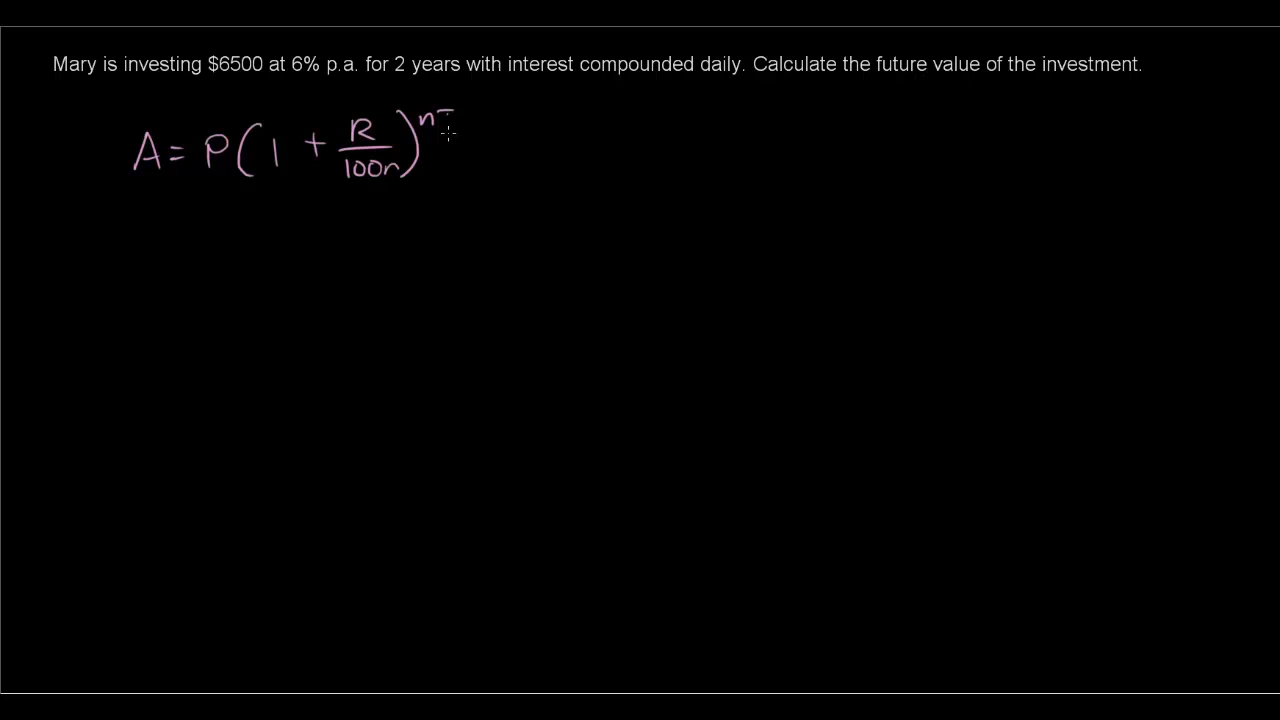 Mary is investing $6500 at 6% p.a. for 2 years with interest compounded daily. Calculate the future value of the investment.
A = P(1 + R/100n)^nT